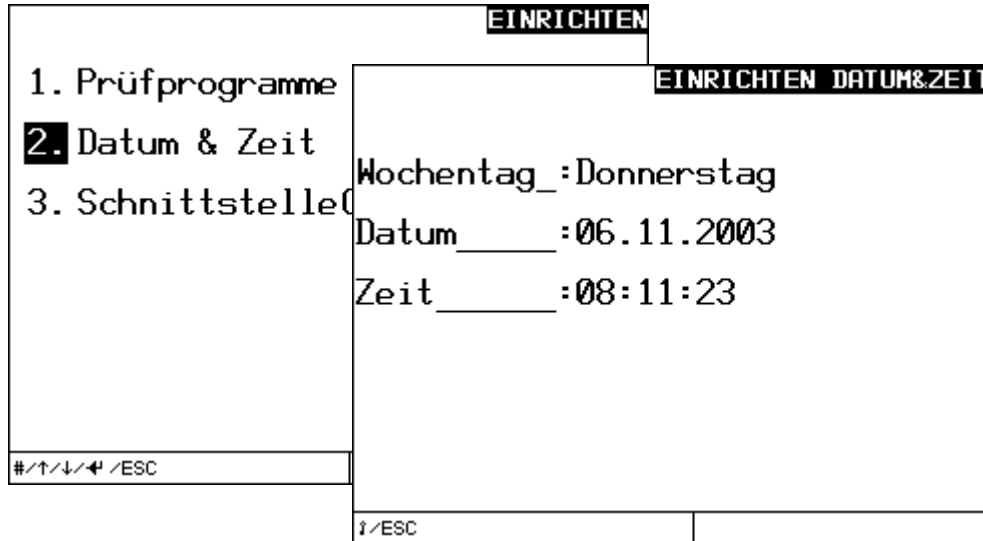 EINRICHTEN
1. Prüfprogramme
2. Datum & Zeit
3. Schnittstelle(
#/↑/↓/↵ /ESC
EINRICHTEN DATUM&ZEIT
Wochentag_:Donnerstag
Datum_____:06.11.2003
Zeit______:08:11:23
⇕/ESC